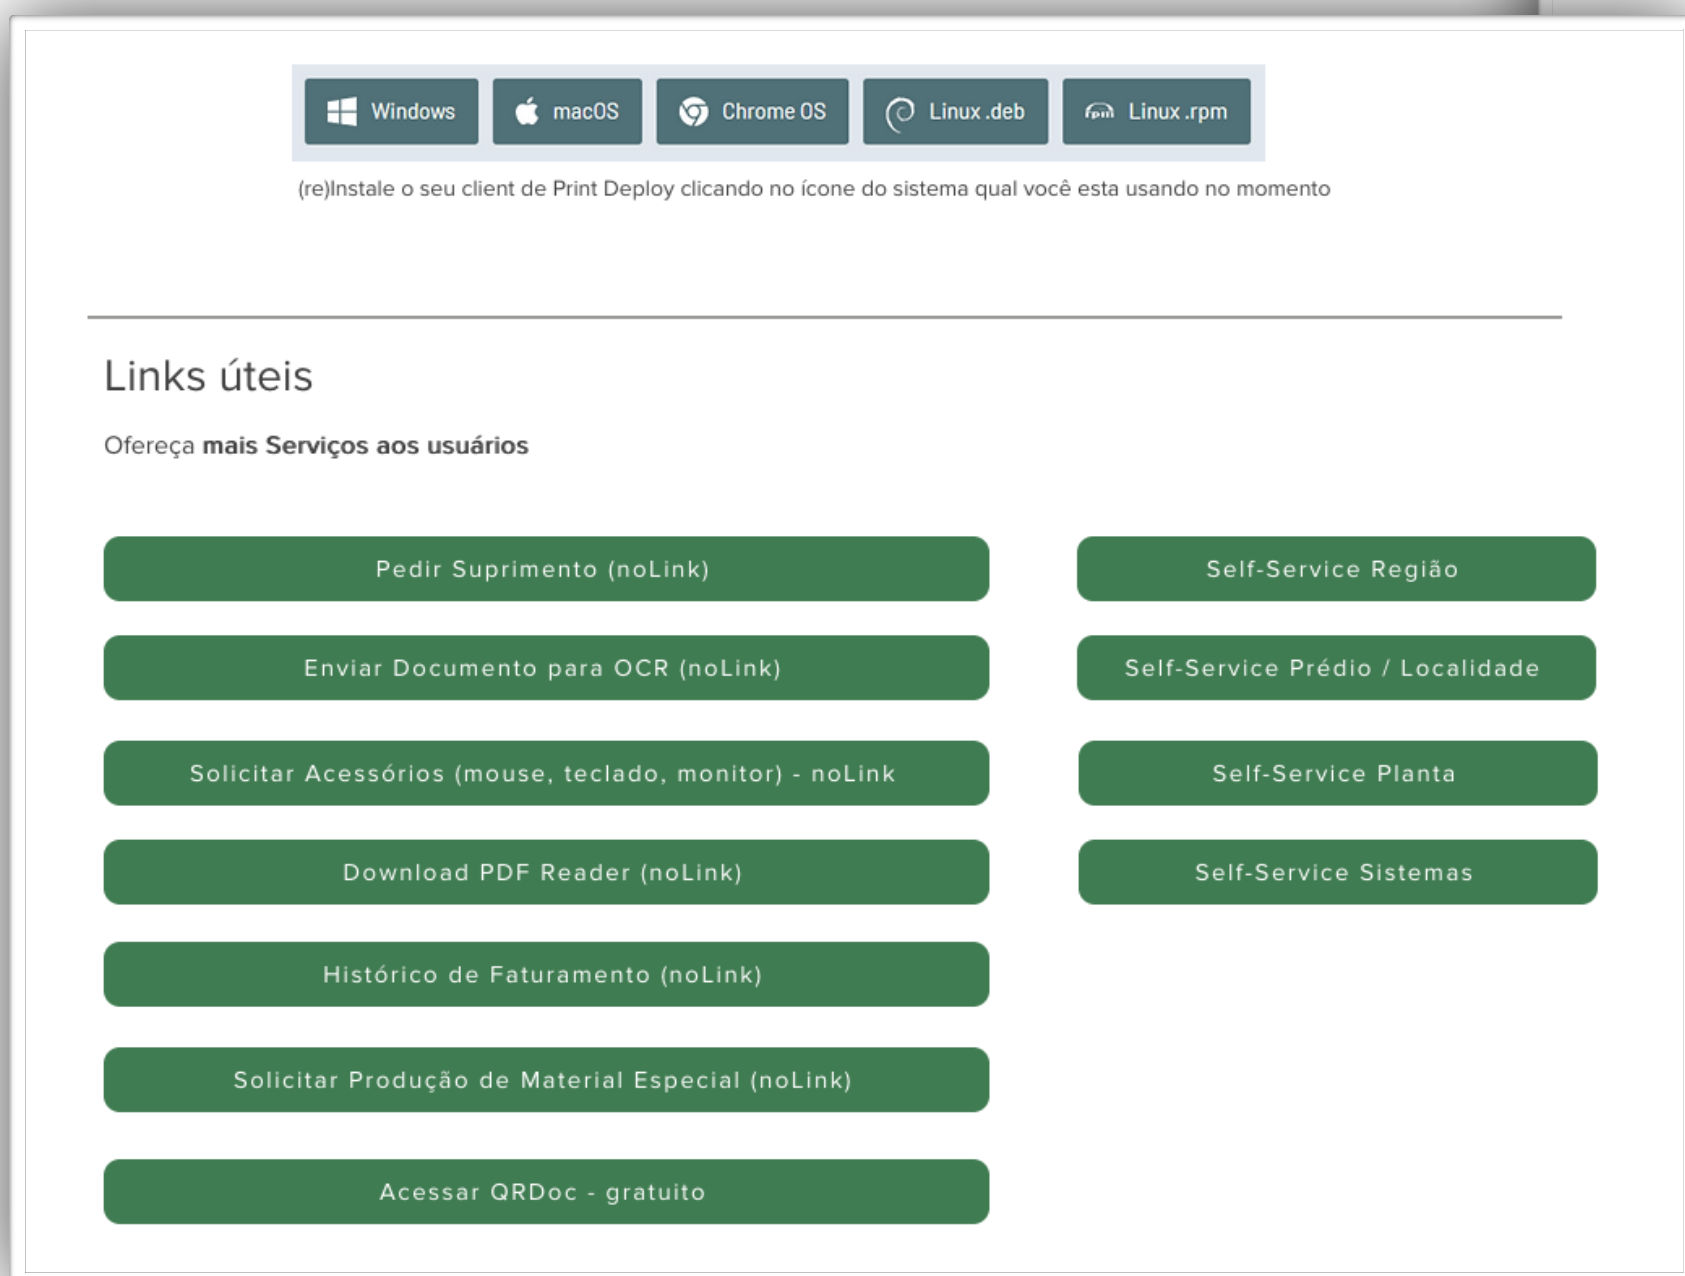 Windows
macOS
Chrome OS
Linux .deb
rpm Linux .rpm
(re)Instale o seu client de Print Deploy clicando no ícone do sistema qual você esta usando no momento
Links úteis
Ofereça mais Serviços aos usuários
Pedir Suprimento (noLink)
Enviar Documento para OCR (noLink)
Solicitar Acessórios (mouse, teclado, monitor) - noLink
Download PDF Reader (noLink)
Histórico de Faturamento (noLink)
Solicitar Produção de Material Especial (noLink)
Acessar QRDoc - gratuito
Self-Service Região
Self-Service Prédio / Localidade
Self-Service Planta
Self-Service Sistemas